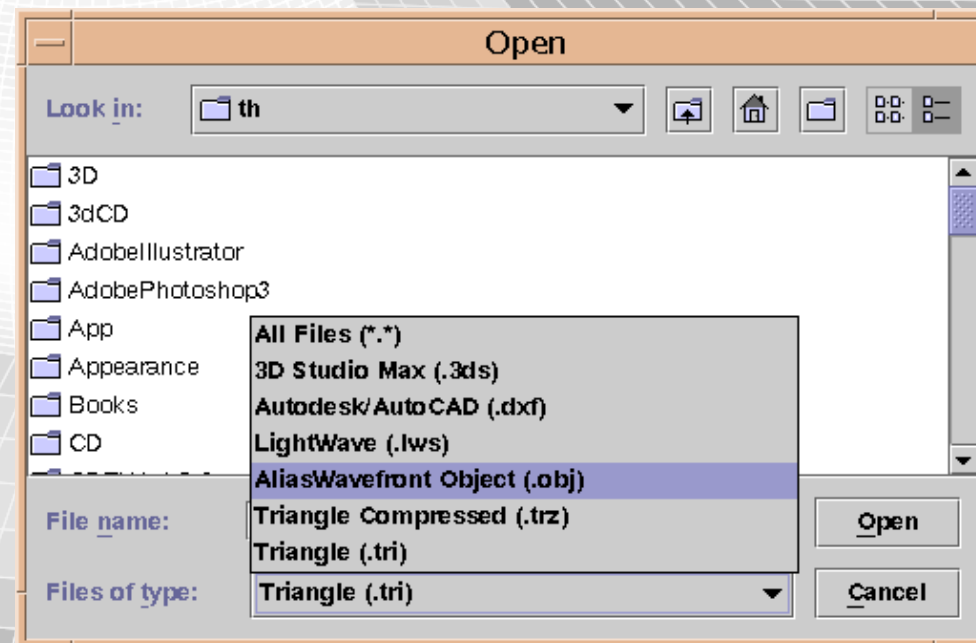 Open
Look in:
th
3D
3dCD
AdobeIllustrator
AdobePhotoshop3
App
Appearance
Books
CD
All Files (*.*)
3D Studio Max (.3ds)
Autodesk/AutoCAD (.dxf)
LightWave (.lws)
AliasWavefront Object (.obj)
Triangle Compressed (.trz)
Triangle (.tri)
File name:
Open
Files of type:
Triangle (.tri)
Cancel